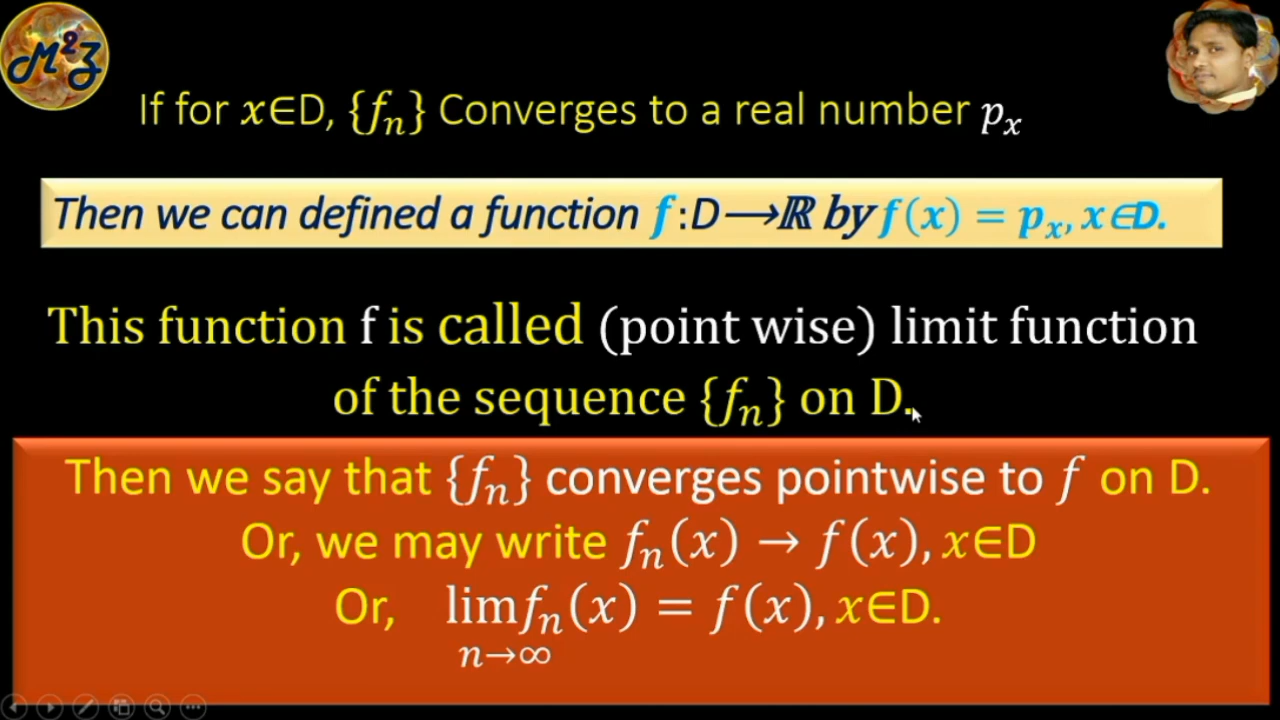 M²Z
If for x∈D, {fₙ} Converges to a real number pₓ
Then we can defined a function f:D⟶ℝ by f(x) = pₓ, x∈D.
This function f is called (point wise) limit function
of the sequence {fₙ} on D.
Then we say that {fₙ} converges pointwise to f on D.
Or, we may write fₙ(x) → f(x), x∈D
Or, lim fₙ(x) = f(x), x∈D.
n→∞